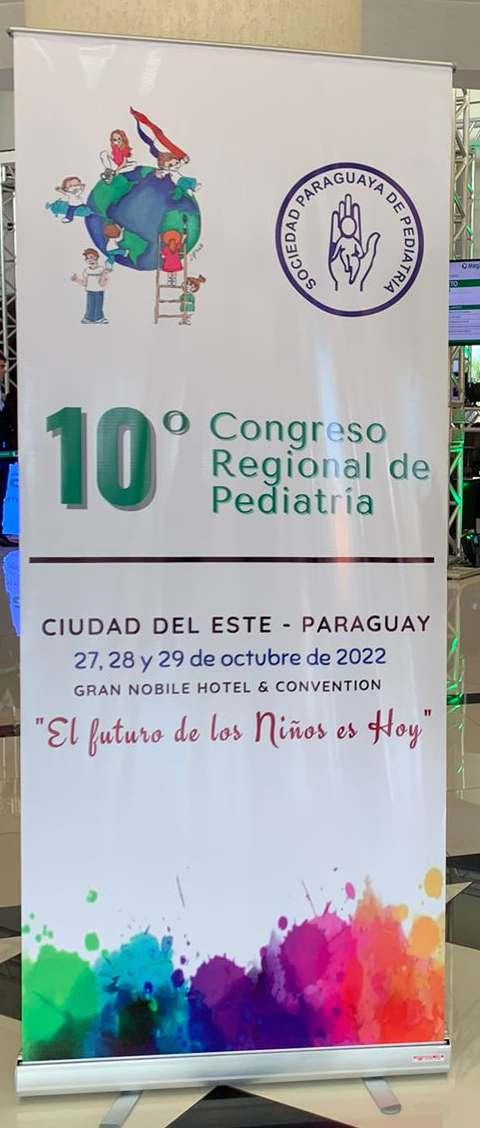 SOCIEDAD PARAGUAYA DE PEDIATRIA
10º Congreso
Regional de
Pediatría
CIUDAD DEL ESTE - PARAGUAY
27, 28 y 29 de octubre de 2022
GRAN NOBILE HOTEL & CONVENTION
"El futuro de los Niños es Hoy"